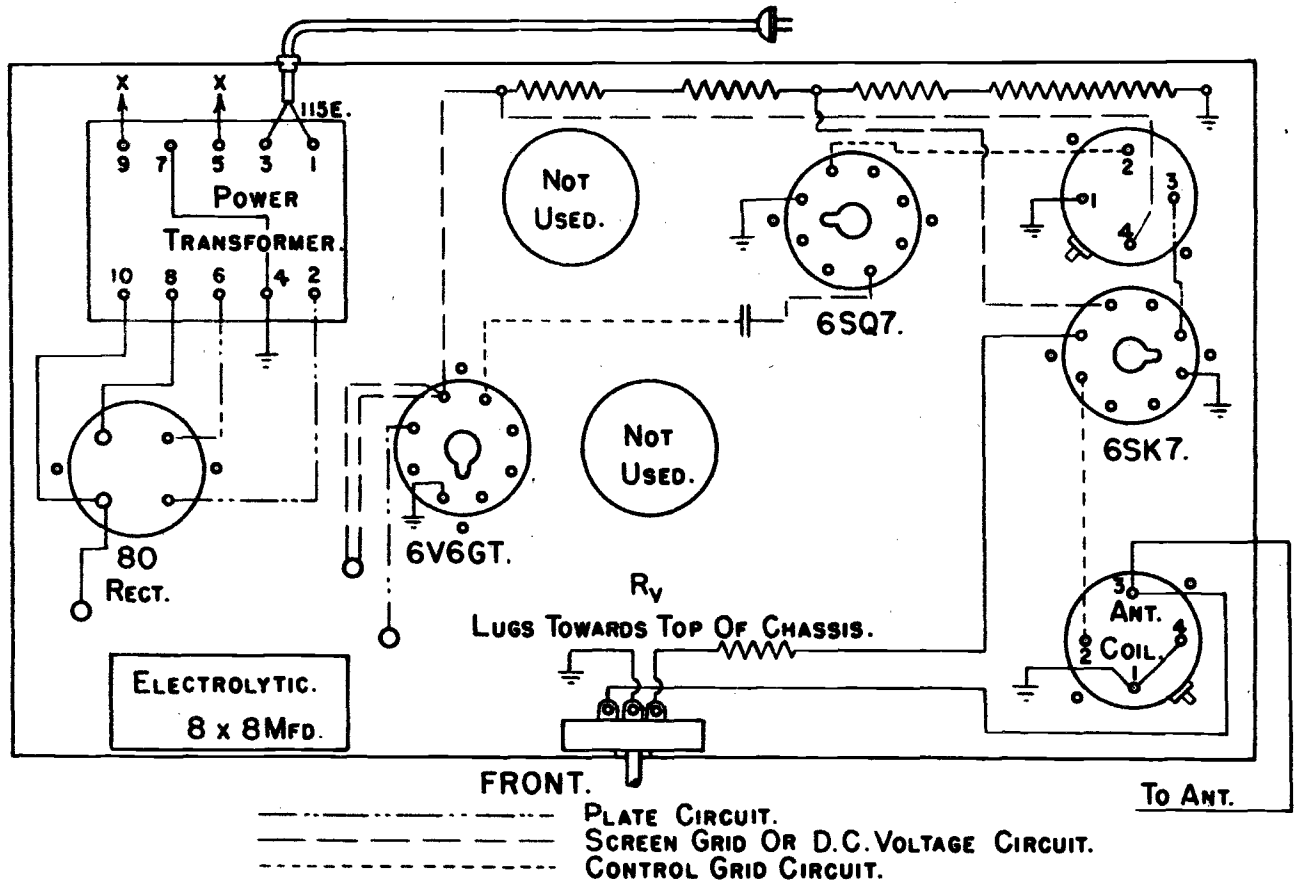 115E.
X X
9 7 5 3 1
POWER
TRANSFORMER.
10 8 6 4 2
NOT
USED.
6SQ7.
2
1 3
4
6SK7.
80
RECT.
6V6GT.
NOT
USED.
RV
LUGS TOWARDS TOP OF CHASSIS.
3
ANT.
2 COIL. 4
1
ELECTROLYTIC.
8 x 8 MFD.
FRONT.
TO ANT.
PLATE CIRCUIT.
SCREEN GRID OR D.C. VOLTAGE CIRCUIT.
CONTROL GRID CIRCUIT.